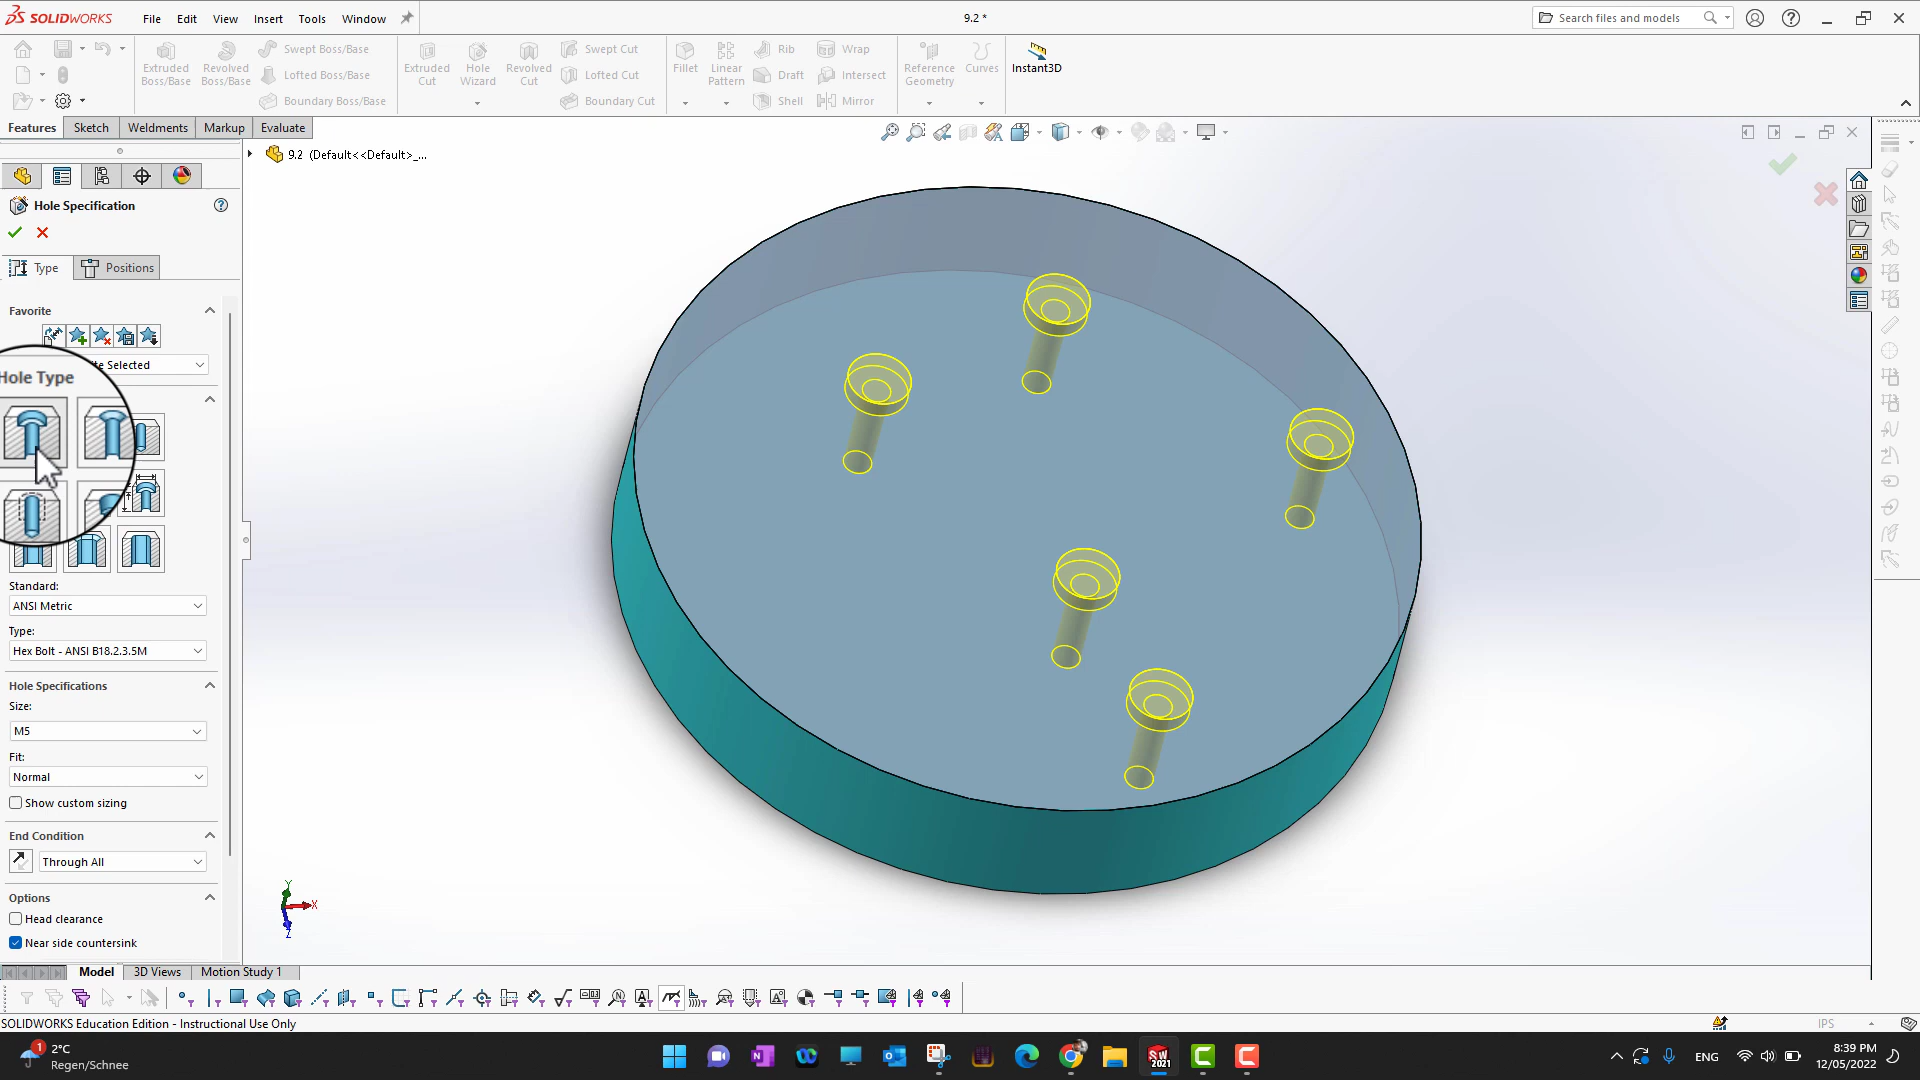 SOLIDWORKS File Edit View Insert Tools Window 9.2 * Search files and models
Extruded Boss/Base Revolved Boss/Base Swept Boss/Base Lofted Boss/Base Boundary Boss/Base Extruded Cut Hole Wizard Revolved Cut Swept Cut Lofted Cut Boundary Cut Fillet Linear Pattern Rib Draft Shell Wrap Intersect Mirror Reference Geometry Curves Instant3D
Features Sketch Weldments Markup Evaluate
9.2 (Default<<Default>_...
Hole Specification
Type Positions
Favorite
te Selected
Hole Type
Standard:
ANSI Metric
Type:
Hex Bolt - ANSI B18.2.3.5M
Hole Specifications
Size:
M5
Fit:
Normal
Show custom sizing
End Condition
Through All
Options
Head clearance
Near side countersink
Y
X
Z
Model 3D Views Motion Study 1
SOLIDWORKS Education Edition - Instructional Use Only IPS
1
2°C
Regen/Schnee
SW
2021
ENG
8:39 PM
12/05/2022